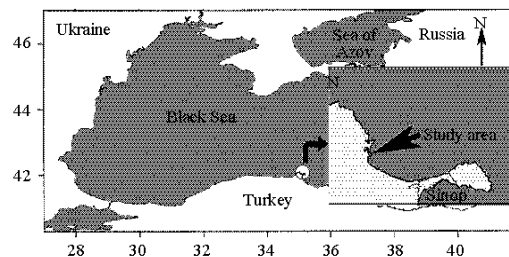 46
44
42
27 28 30 32 34 36 38 40
Ukraine
Sea of
Azov
Russia
N
N
Black Sea
Study area
Turkey
Sinop